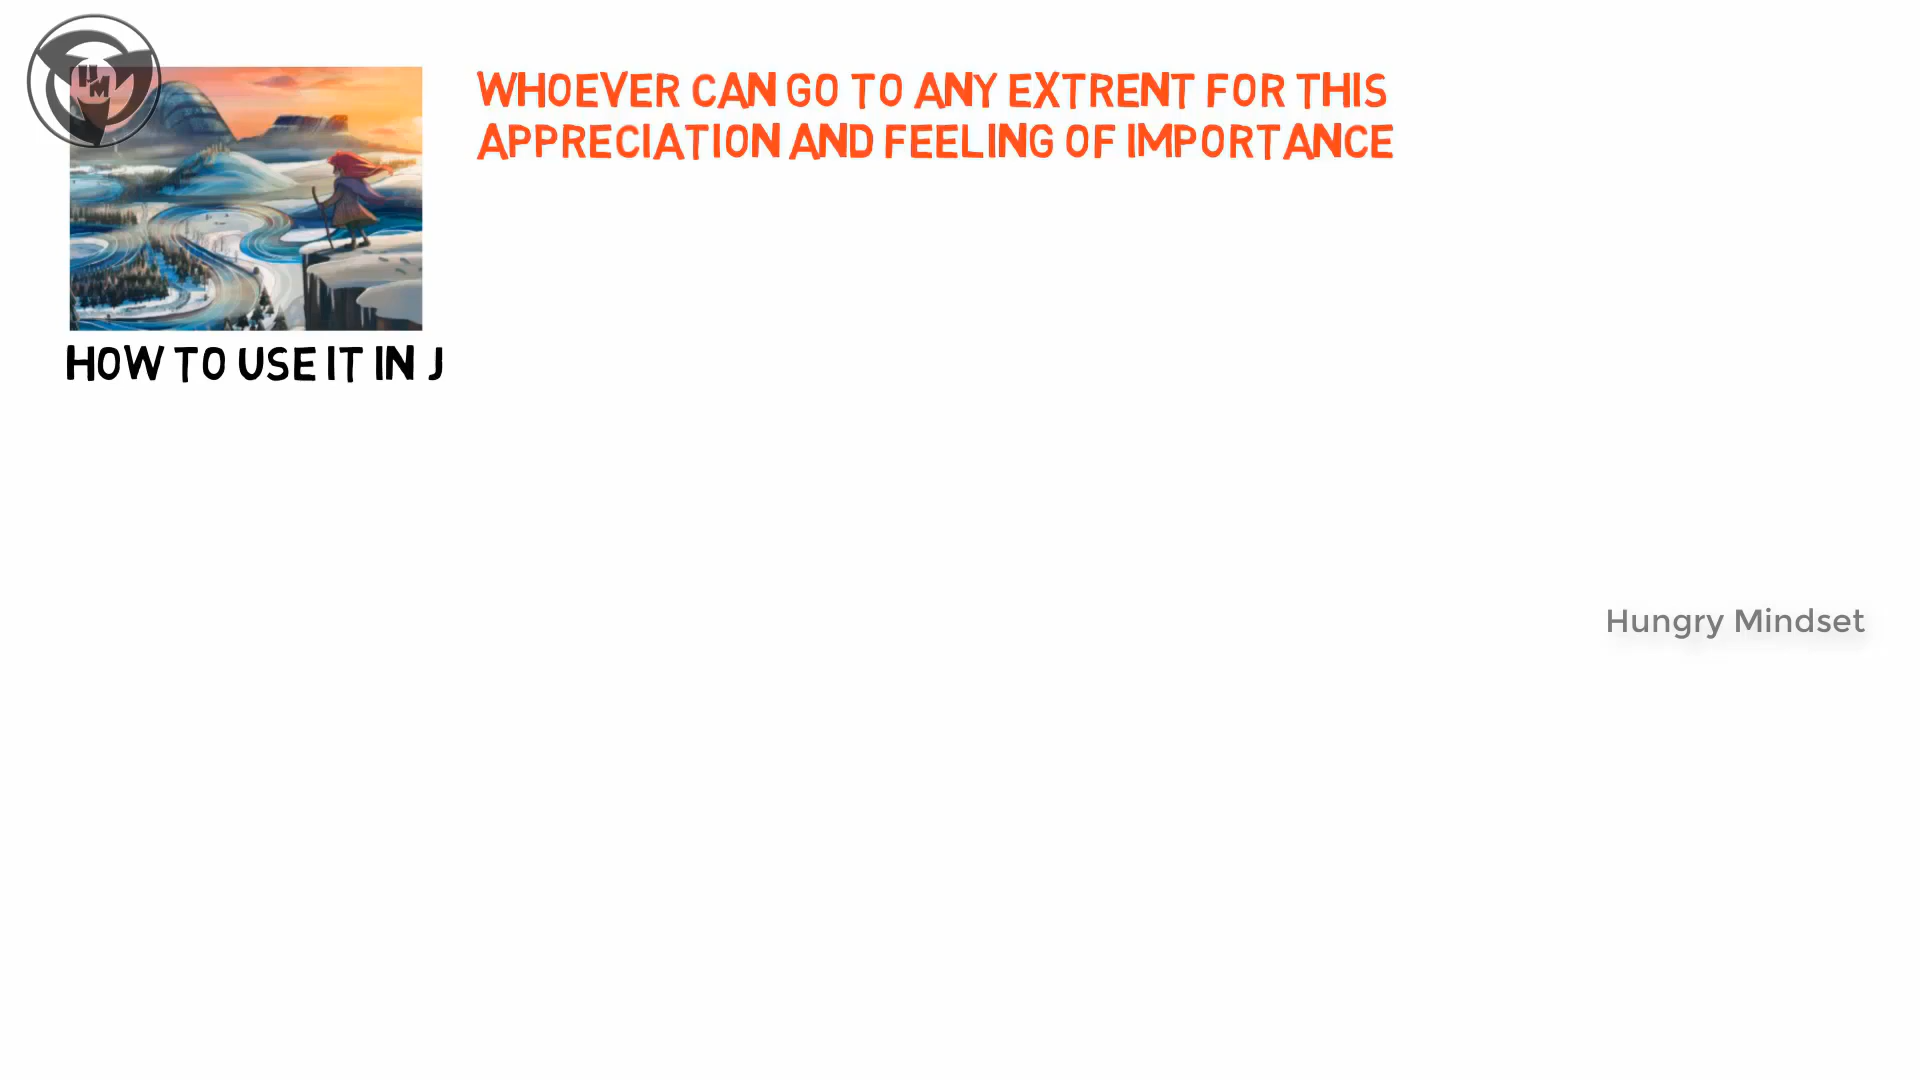 HM
WHOEVER CAN GO TO ANY EXTRENT FOR THIS
APPRECIATION AND FEELING OF IMPORTANCE
HOW TO USE IT IN J
Hungry Mindset